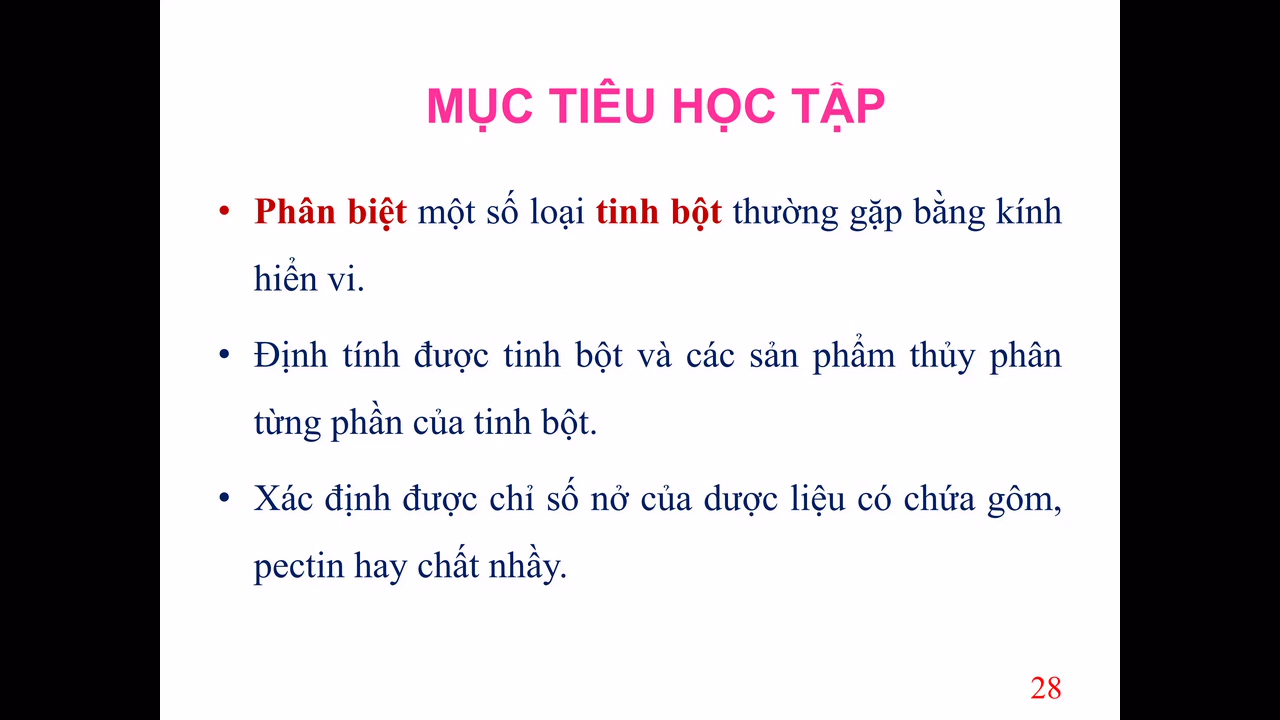 MỤC TIÊU HỌC TẬP
• Phân biệt một số loại tinh bột thường gặp bằng kính
hiển vi.
• Định tính được tinh bột và các sản phẩm thủy phân
từng phần của tinh bột.
• Xác định được chỉ số nở của dược liệu có chứa gôm,
pectin hay chất nhầy.
28